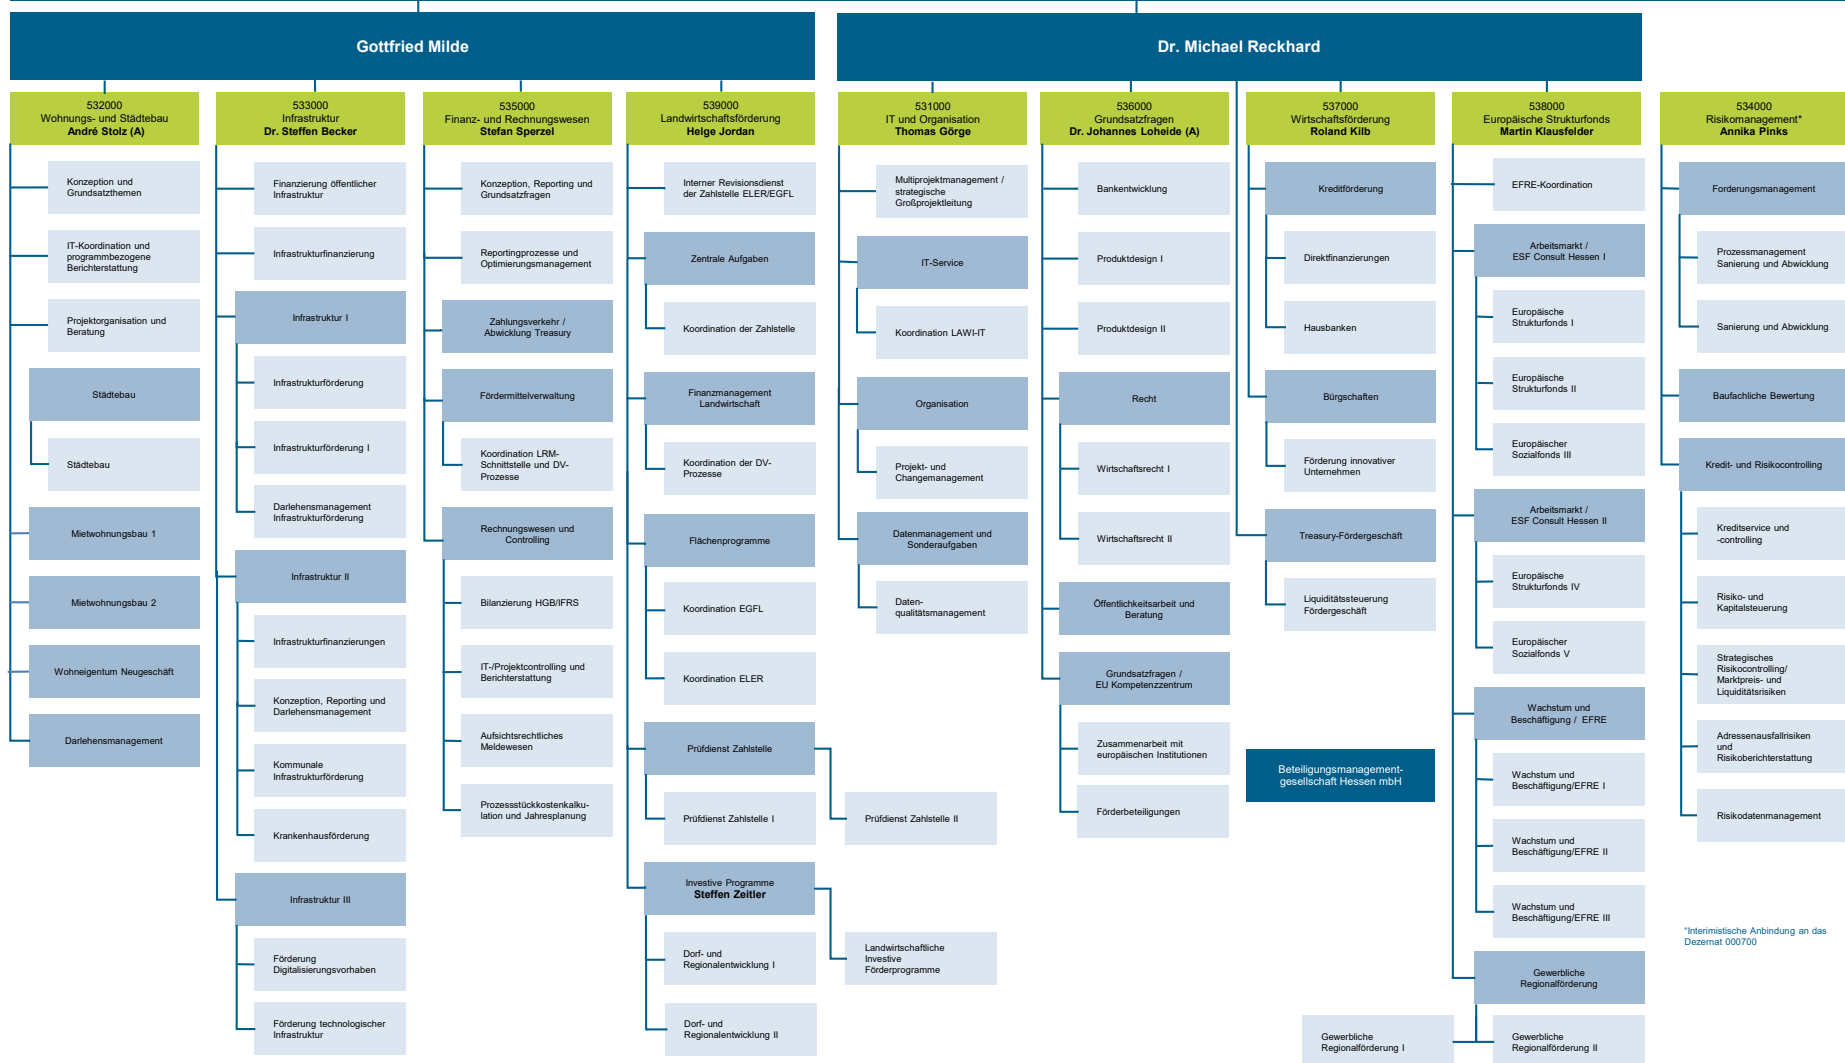 Gottfried Milde
Dr. Michael Reckhard
532000
Wohnungs- und Städtebau
André Stolz (A)
Konzeption und
Grundsatzthemen
IT-Koordination und
programmbezogene
Berichterstattung
Projektorganisation und
Beratung
Städtebau
Städtebau
Mietwohnungsbau 1
Mietwohnungsbau 2
Wohneigentum Neugeschäft
Darlehensmanagement
533000
Infrastruktur
Dr. Steffen Becker
Finanzierung öffentlicher
Infrastruktur
Infrastrukturfinanzierung
Infrastruktur I
Infrastrukturförderung
Infrastrukturförderung I
Darlehensmanagement
Infrastrukturförderung
Infrastruktur II
Infrastrukturfinanzierungen
Konzeption, Reporting und
Darlehensmanagement
Kommunale
Infrastrukturförderung
Krankenhausförderung
Infrastruktur III
Förderung
Digitalisierungsvorhaben
Förderung technologischer
Infrastruktur
535000
Finanz- und Rechnungswesen
Stefan Sperzel
Konzeption, Reporting und
Grundsatzfragen
Reportingprozesse und
Optimierungsmanagement
Zahlungsverkehr /
Abwicklung Treasury
Fördermittelverwaltung
Koordination LRM-
Schnittstelle und DV-
Prozesse
Rechnungswesen und
Controlling
Bilanzierung HGB/IFRS
IT-/Projektcontrolling und
Berichterstattung
Aufsichtsrechtliches
Meldewesen
Prozessstückkostenkalku-
lation und Jahresplanung
539000
Landwirtschaftsförderung
Helge Jordan
Interner Revisionsdienst
der Zahlstelle ELER/EGFL
Zentrale Aufgaben
Koordination der Zahlstelle
Finanzmanagement
Landwirtschaft
Koordination der DV-
Prozesse
Flächenprogramme
Koordination EGFL
Koordination ELER
Prüfdienst Zahlstelle
Prüfdienst Zahlstelle I
Prüfdienst Zahlstelle II
Investive Programme
Steffen Zeitler
Dorf- und
Regionalentwicklung I
Landwirtschaftliche
Investive
Förderprogramme
Dorf- und
Regionalentwicklung II
531000
IT und Organisation
Thomas Görge
Multiprojektmanagement /
strategische
Großprojektleitung
IT-Service
Koordination LAWI-IT
Organisation
Projekt- und
Changemanagement
Datenmanagement und
Sonderaufgaben
Daten-
qualitätsmanagement
536000
Grundsatzfragen
Dr. Johannes Loheide (A)
Bankentwicklung
Produktdesign I
Produktdesign II
Recht
Wirtschaftsrecht I
Wirtschaftsrecht II
Öffentlichkeitsarbeit und
Beratung
Grundsatzfragen /
EU Kompetenzzentrum
Zusammenarbeit mit
europäischen Institutionen
Förderbeteiligungen
537000
Wirtschaftsförderung
Roland Kilb
Kreditförderung
Direktfinanzierungen
Hausbanken
Bürgschaften
Förderung innovativer
Unternehmen
Treasury-Fördergeschäft
Liquiditätssteuerung
Fördergeschäft
Beteiligungsmanagement-
gesellschaft Hessen mbH
538000
Europäische Strukturfonds
Martin Klausfelder
EFRE-Koordination
Arbeitsmarkt /
ESF Consult Hessen I
Europäische
Strukturfonds I
Europäische
Strukturfonds II
Europäischer
Sozialfonds III
Arbeitsmarkt /
ESF Consult Hessen II
Europäische
Strukturfonds IV
Europäischer
Sozialfonds V
Wachstum und
Beschäftigung / EFRE
Wachstum und
Beschäftigung/EFRE I
Wachstum und
Beschäftigung/EFRE II
Wachstum und
Beschäftigung/EFRE III
Gewerbliche
Regionalförderung
Gewerbliche
Regionalförderung I
Gewerbliche
Regionalförderung II
534000
Risikomanagement*
Annika Pinks
Forderungsmanagement
Prozessmanagement
Sanierung und Abwicklung
Sanierung und Abwicklung
Baufachliche Bewertung
Kredit- und Risikocontrolling
Kreditservice und
-controlling
Risiko- und
Kapitalsteuerung
Strategisches
Risikocontrolling/
Marktpreis- und
Liquiditätsrisiken
Adressenausfallrisiken
und
Risikoberichterstattung
Risikodatenmanagement
*Interimistische Anbindung an das
Dezernat 000700